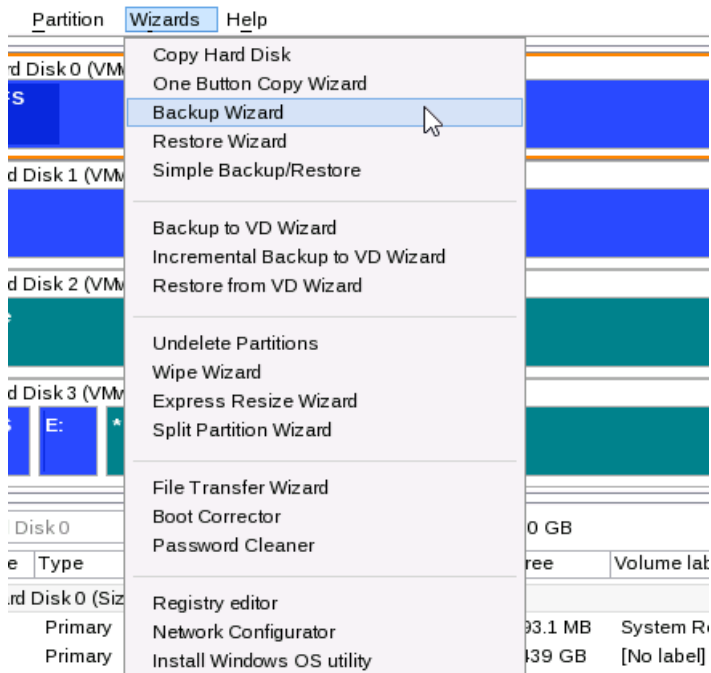 Partition Wizards Help
Copy Hard Disk
rd Disk 0 (VM
One Button Copy Wizard
FS
Backup Wizard
Restore Wizard
Simple Backup/Restore
d Disk 1 (VMw
Backup to VD Wizard
Incremental Backup to VD Wizard
d Disk 2 (VMw
Restore from VD Wizard
Undelete Partitions
Wipe Wizard
d Disk 3 (VMw
Express Resize Wizard
E: *
Split Partition Wizard
File Transfer Wizard
Disk 0
Boot Corrector
0 GB
Password Cleaner
e Type ree Volume lab
rd Disk 0 (Siz
Registry editor
Primary
Network Configurator
93.1 MB System Re
Primary
Install Windows OS utility
439 GB [No label]